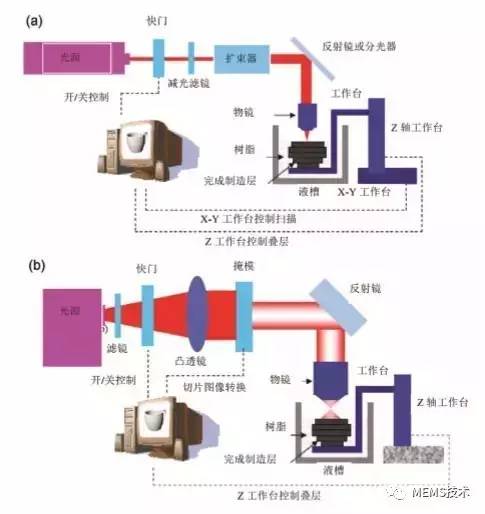 (a)
快门
反射镜或分光器
光源
扩束器
减光滤镜
工作台
开/关控制
物镜
Z 轴工作台
树脂
完成制造层
液槽
X-Y 工作台
X-Y 工作台控制扫描
Z 工作台控制叠层
(b)
快门
掩模
反射镜
光源
滤镜
凸透镜
开/关控制
切片图像转换
物镜
工作台
Z 轴工作台
树脂
完成制造层
液槽
Z 工作台控制叠层
MEMS技术